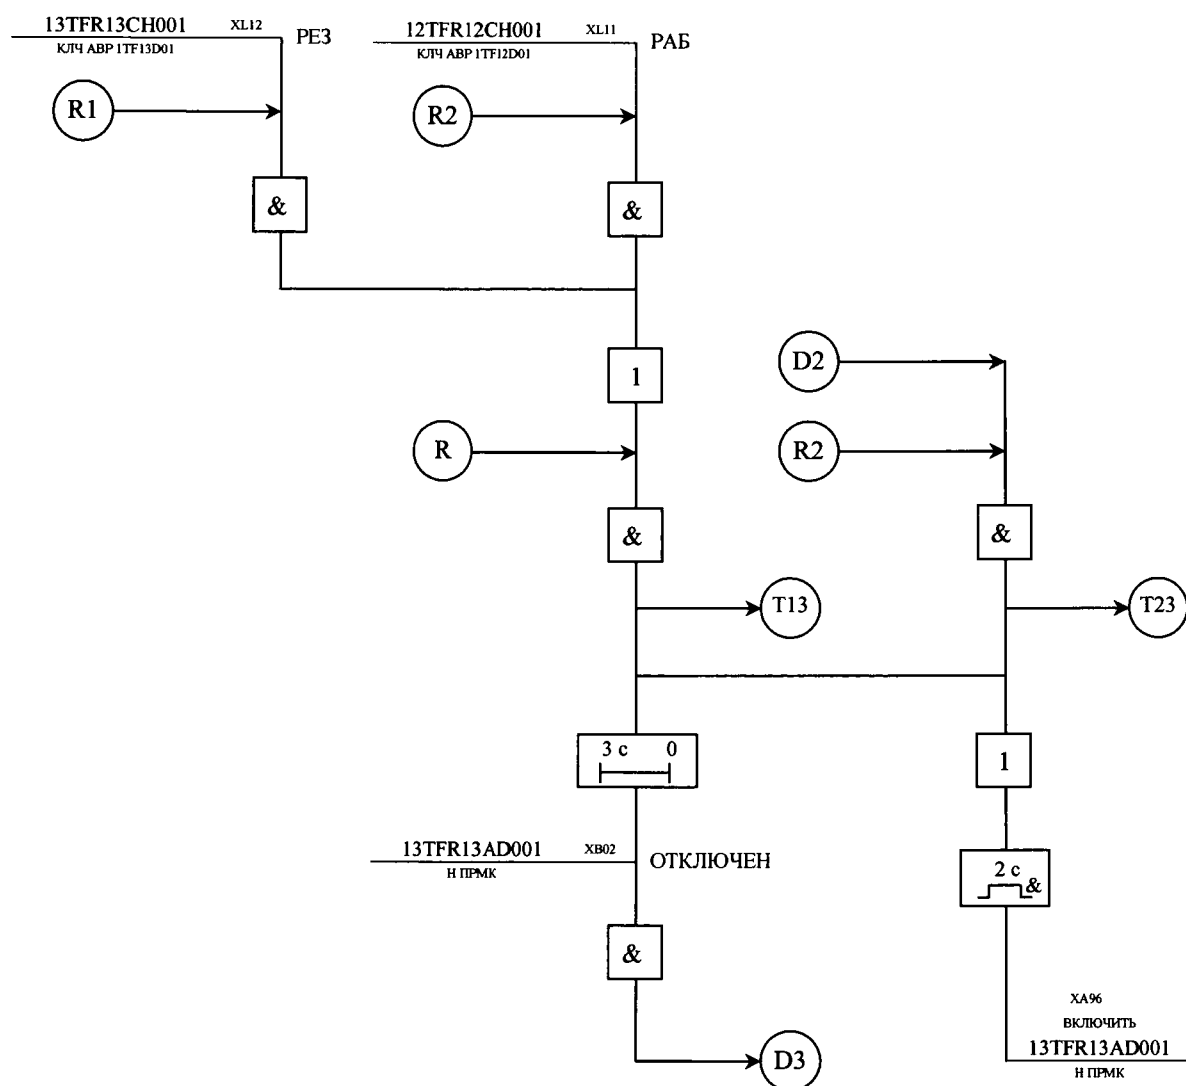 13TFR13CH001 XL12 РЕЗ
КЛЧ АВР 1TF13D01
12TFR12CH001 XL11 РАБ
КЛЧ АВР 1TF12D01
R1
R2
&
&
1
D2
R
R2
&
&
T13
T23
3 с 0
1
13TFR13AD001 XB02 ОТКЛЮЧЕН
Н ПРМК
2 с
&
&
XA96
ВКЛЮЧИТЬ
13TFR13AD001
Н ПРМК
D3